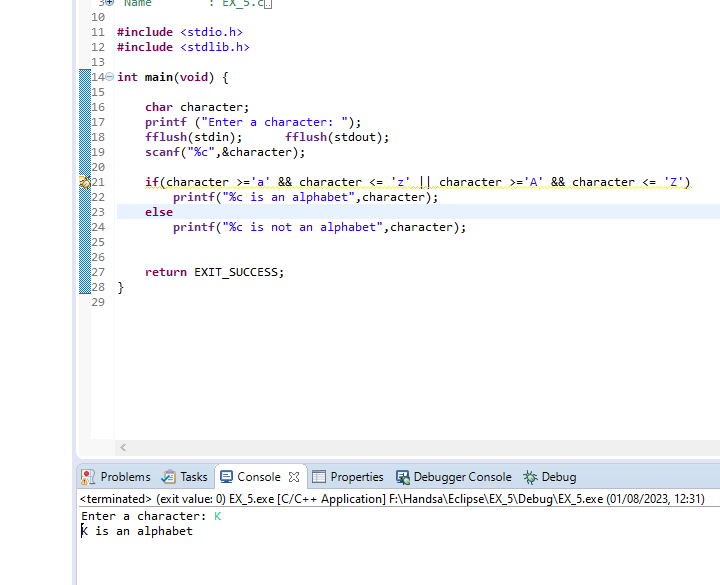 3 Name : EX_5.c
10
11 #include <stdio.h>
12 #include <stdlib.h>
13
14 int main(void) {
15
16 char character;
17 printf ("Enter a character: ");
18 fflush(stdin); fflush(stdout);
19 scanf("%c",&character);
20
21 if(character >='a' && character <= 'z' || character >='A' && character <= 'Z')
22 printf("%c is an alphabet",character);
23 else
24 printf("%c is not an alphabet",character);
25
26
27 return EXIT_SUCCESS;
28 }
29
Problems Tasks Console Properties Debugger Console Debug
<terminated> (exit value: 0) EX_5.exe [C/C++ Application] F:\Handsa\Eclipse\EX_5\Debug\EX_5.exe (01/08/2023, 12:31)
Enter a character: K
K is an alphabet